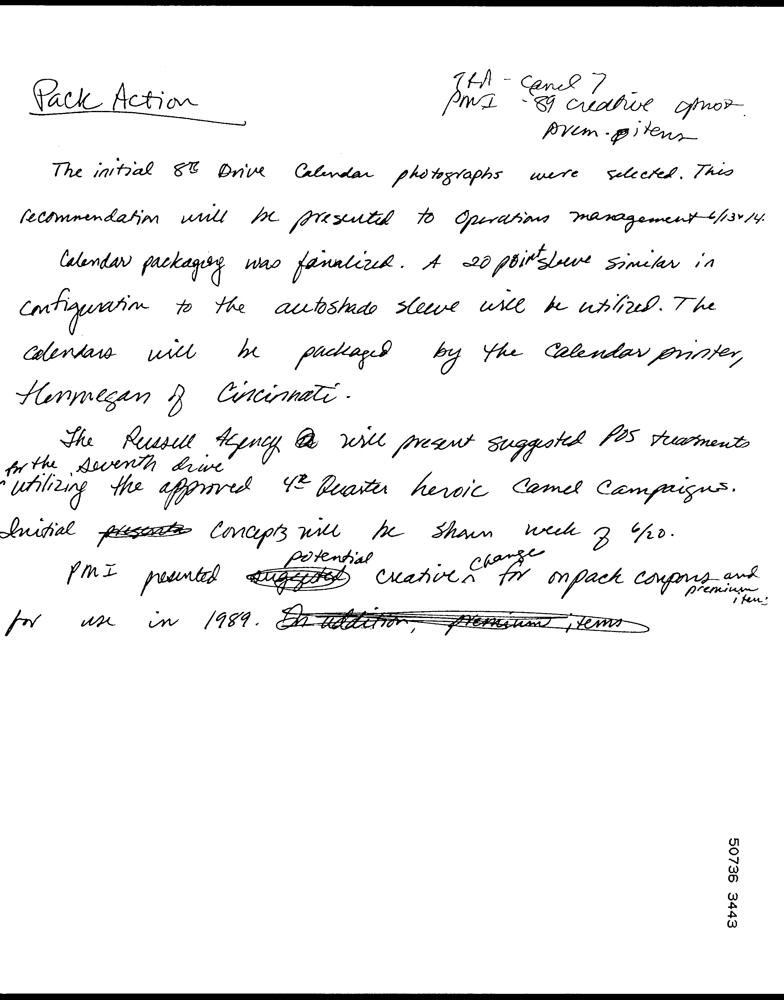 Pack Action
TRA - Camel 7
PMI - 89 creative
prem. items
The initial 8th Drive Calendar photographs were selected. This
recommendation will be presented to Operations management 6/13 & 14.
Calendar packaging was finalized. A 20 point sleeve similar in
configuration to the autoshade sleeve will be utilized. The
calendars will be packaged by the Calendar printer,
Hennegan of Cincinnati.
The Russell Agency will present suggested POS treatments
for the seventh drive
utilizing the approved 4th Quarter heroic Camel Campaigns.
Initial presents Concepts will be shown week of 6/20.
potential change
PMI presented suggested creative for onpack coupons and
premium items
for use in 1989. In addition, premium items
50736 3443